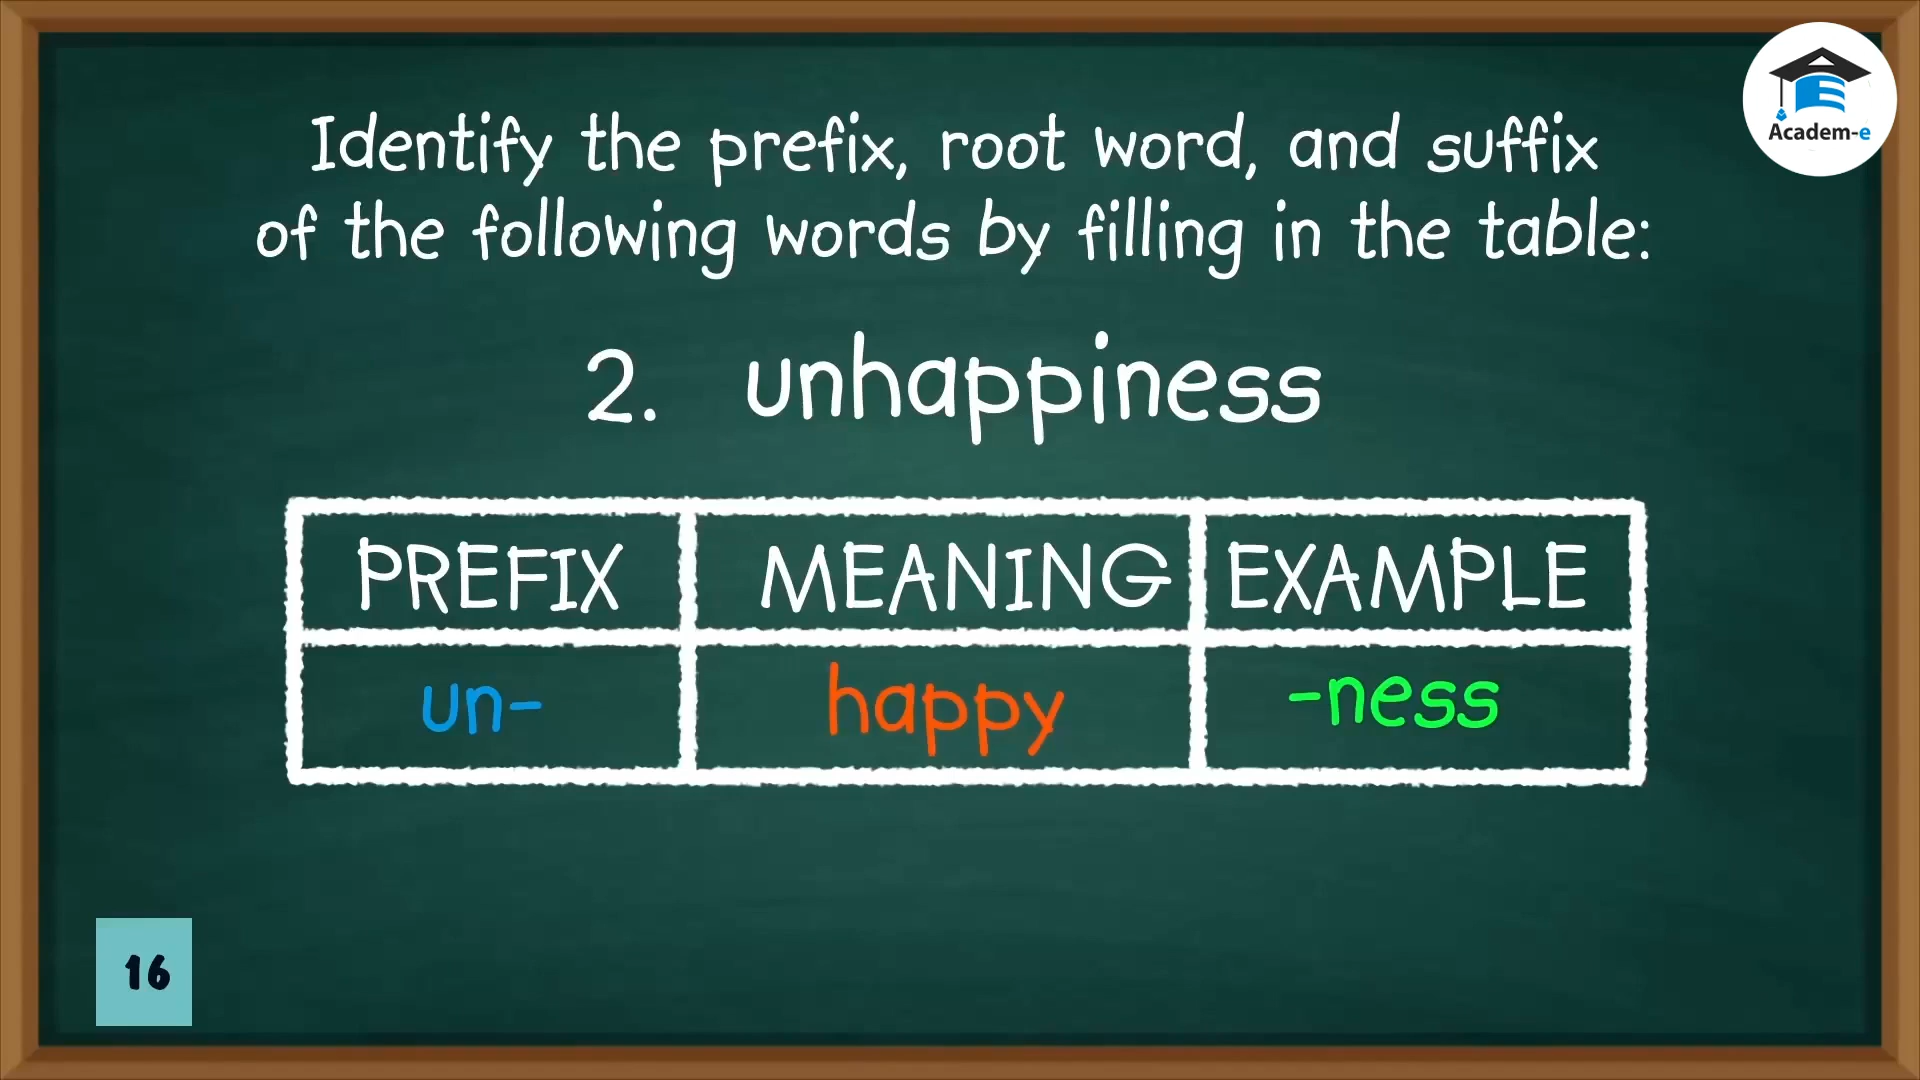 Academ-e
Identify the prefix, root word, and suffix
of the following words by filling in the table:
2. unhappiness
PREFIX MEANING EXAMPLE
un- happy -ness
16